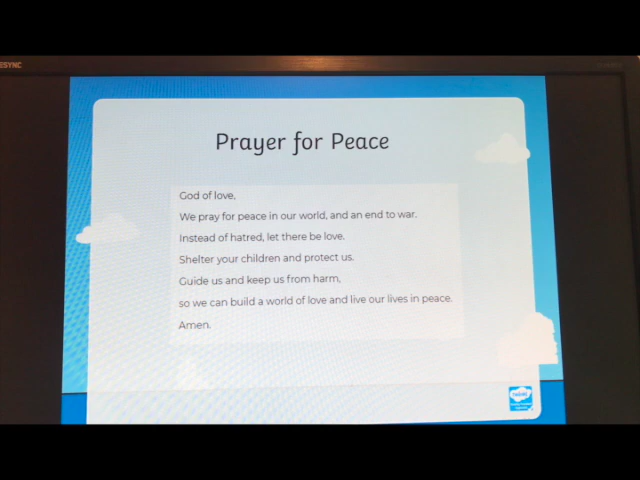 ESYNC
Prayer for Peace
God of love,
We pray for peace in our world, and an end to war.
Instead of hatred, let there be love.
Shelter your children and protect us.
Guide us and keep us from harm,
so we can build a world of love and live our lives in peace.
Amen.